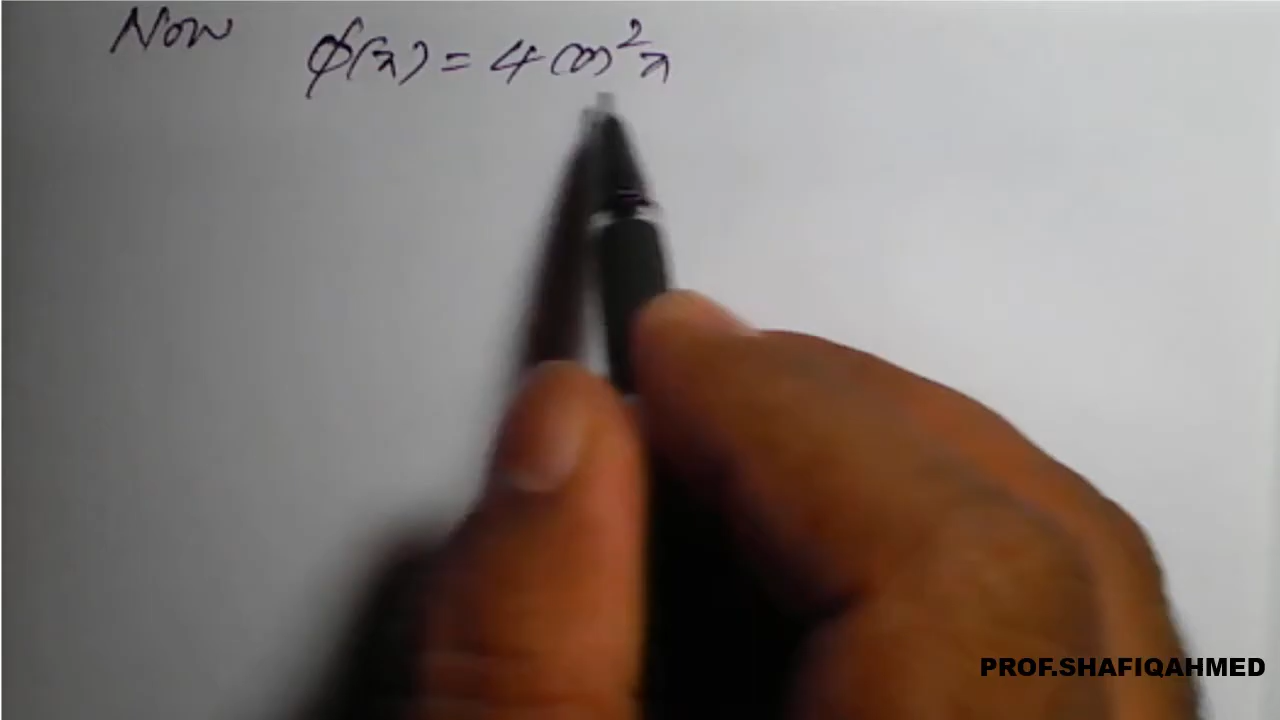 Now φ(x) = 4 cos²x
PROF.SHAFIQAHMED